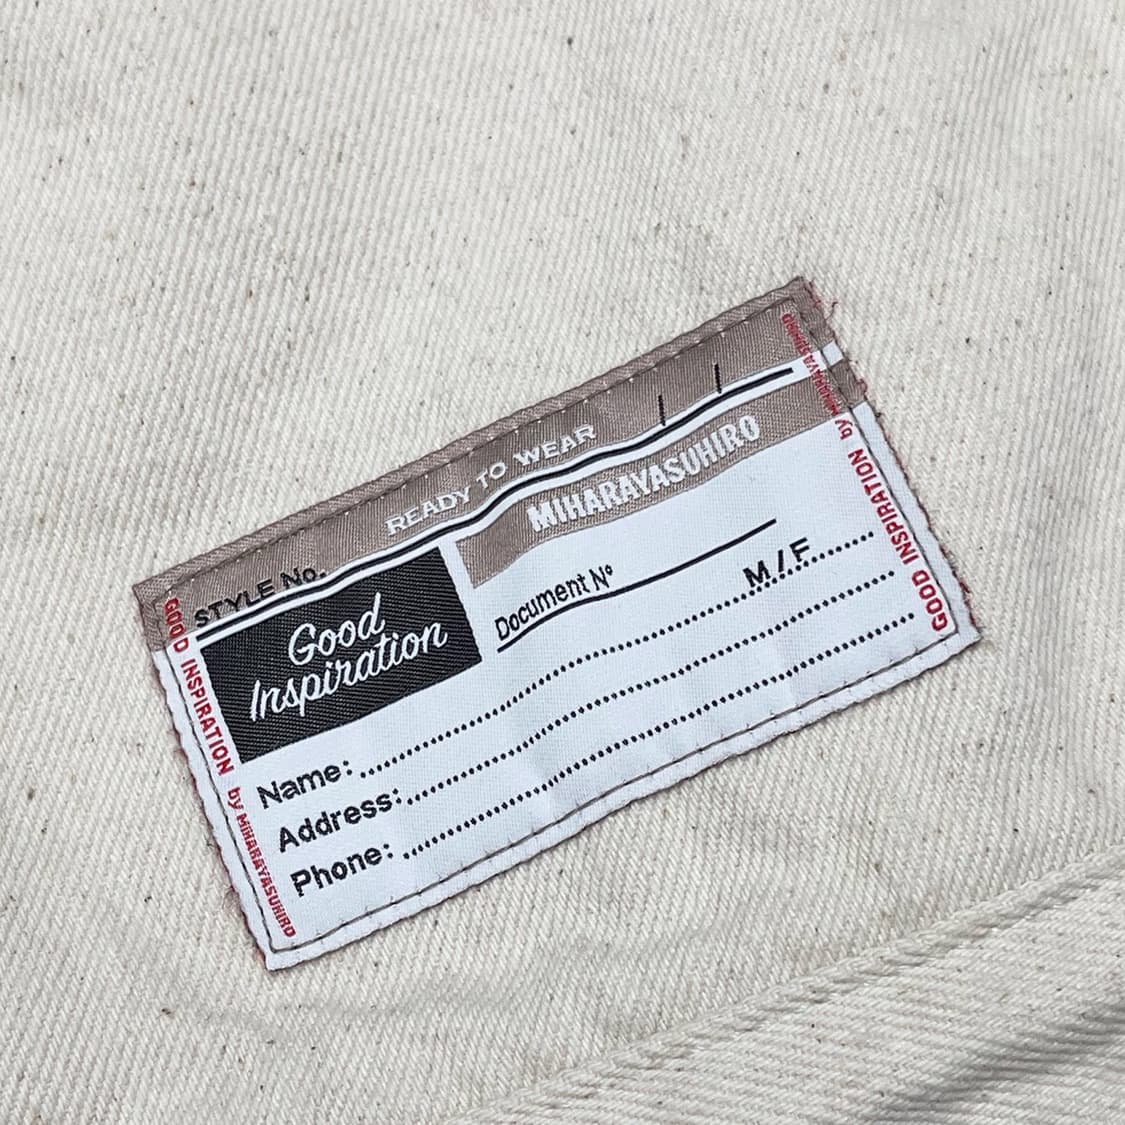 READY TO WEAR
STYLE No. / /
MIHARAYASUHIRO
Good
Inspiration
Document Nº
M / F
Name:
Address:
Phone:
GOOD INSPIRATION by MIHARAYASUHIRO
GOOD INSPIRATION by MIHARAYASUHIRO